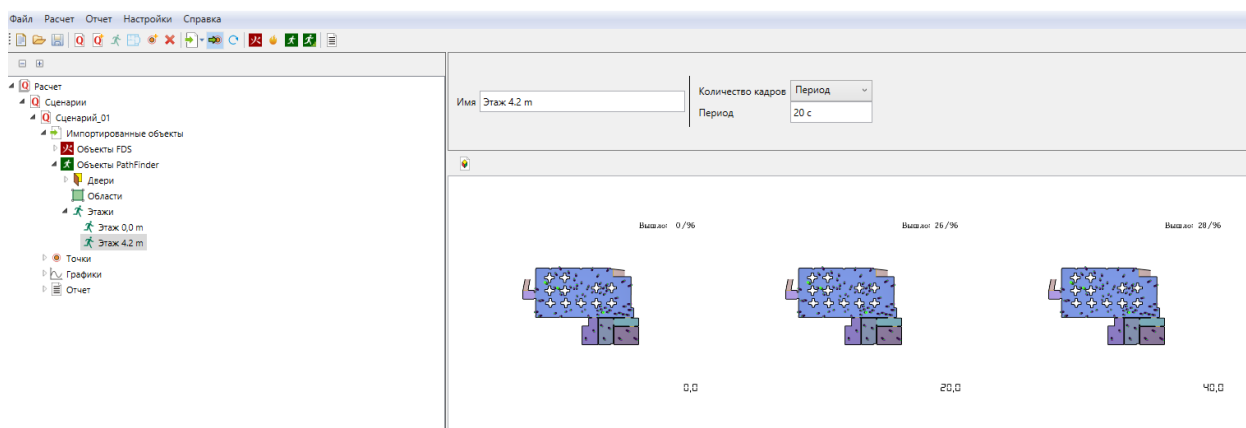 Файл Расчет Отчет Настройки Справка
Расчет
Сценарии
Сценарий_01
Импортированные объекты
Объекты FDS
Объекты PathFinder
Двери
Области
Этажи
Этаж 0,0 m
Этаж 4.2 m
Точки
Графики
Отчет
Имя Этаж 4.2 m
Количество кадров Период
Период 20 с
Вышло: 0/96 Вышло: 26/96 Вышло: 28/96
0,0 20,0 40,0